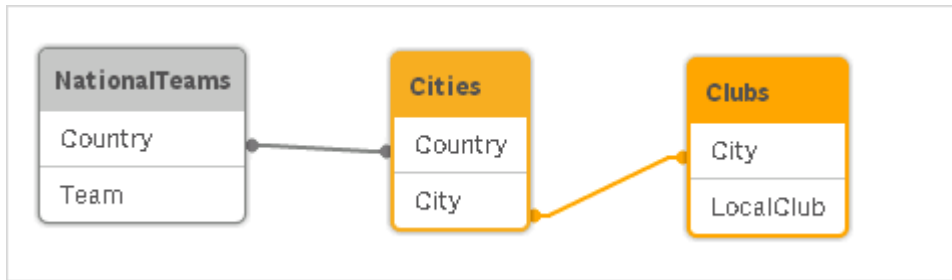 NationalTeams
Country
Team
Cities
Country
City
Clubs
City
LocalClub